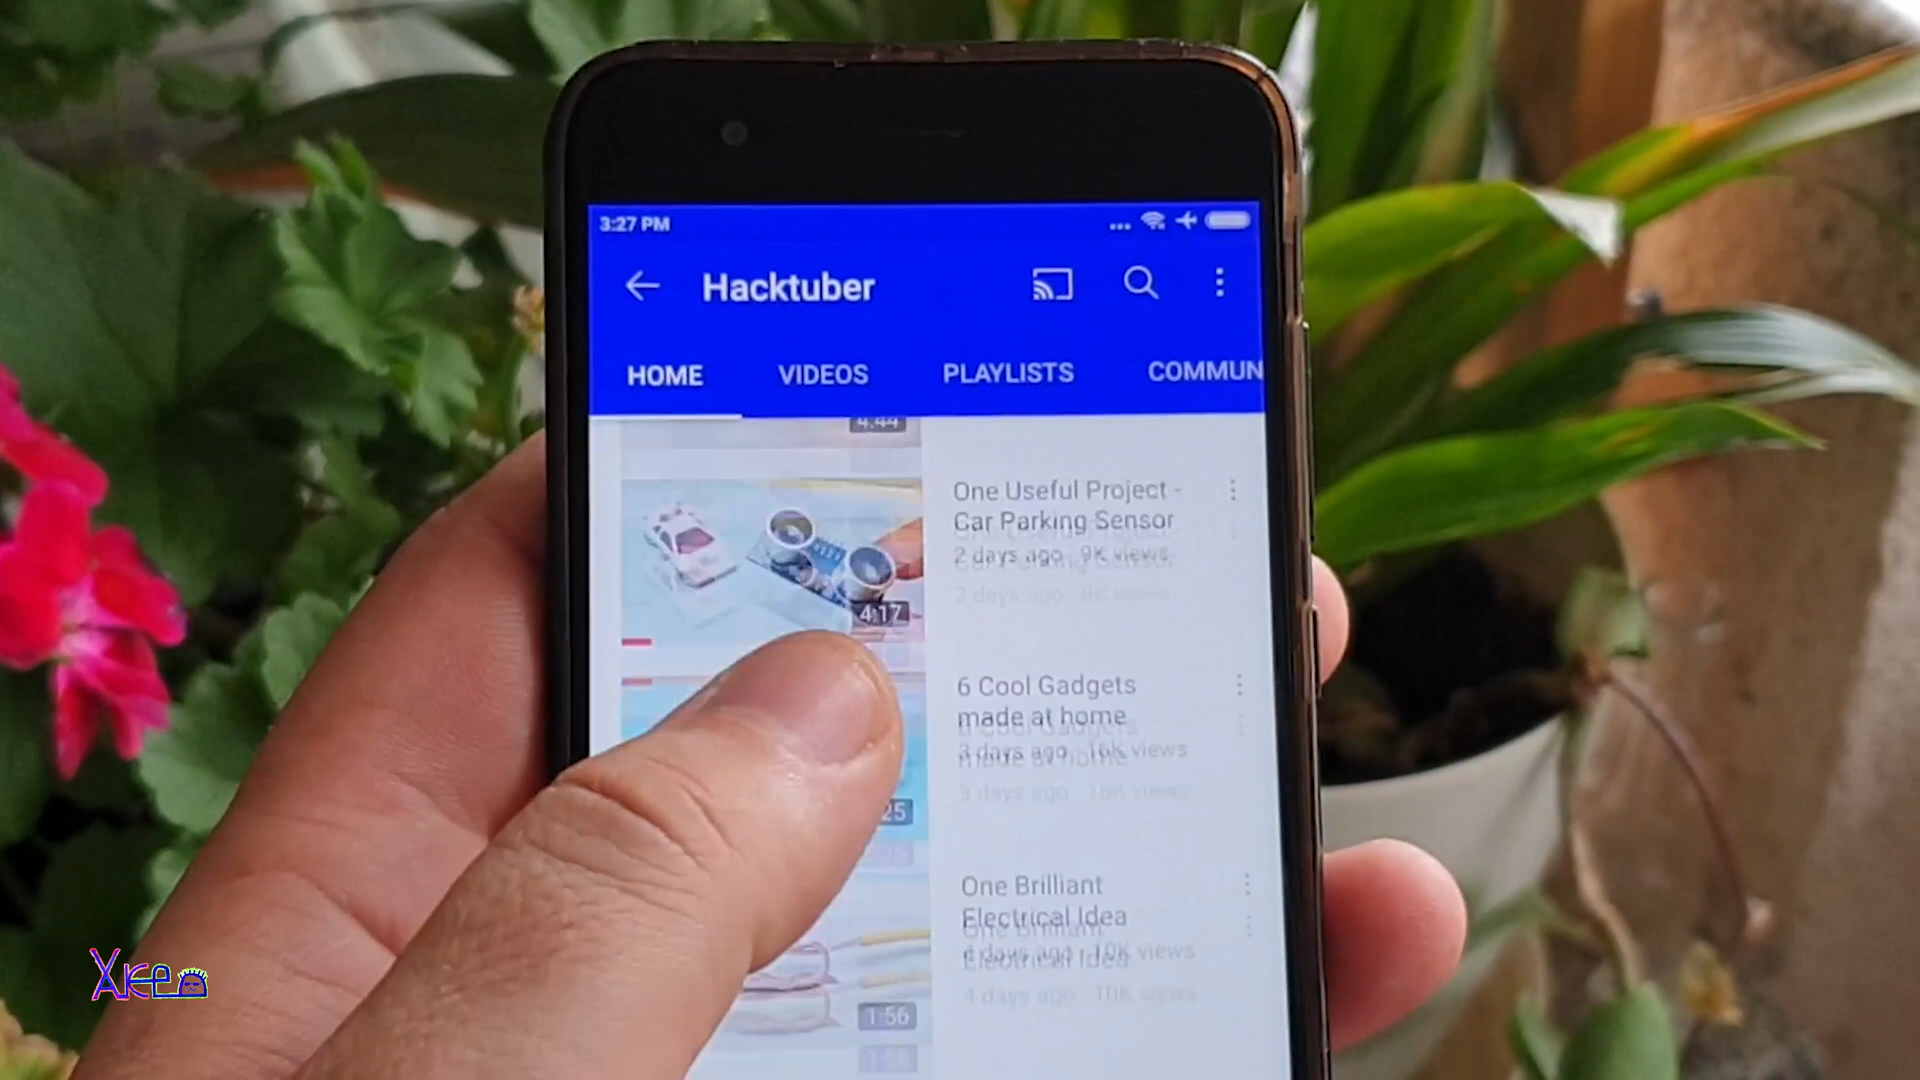 3:27 PM
Hacktuber
HOME VIDEOS PLAYLISTS COMMUN
4:44
One Useful Project -
Car Parking Sensor
2 days ago 9K views
4:17
6 Cool Gadgets
made at home
3 days ago 16K views
25
One Brilliant
Electrical Idea
4 days ago 10K views
1:56